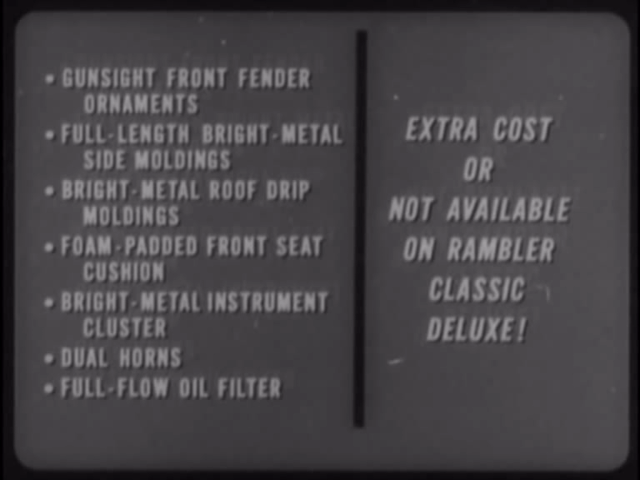 • GUNSIGHT FRONT FENDER
ORNAMENTS
• FULL-LENGTH BRIGHT-METAL
SIDE MOLDINGS
• BRIGHT-METAL ROOF DRIP
MOLDINGS
• FOAM-PADDED FRONT SEAT
CUSHION
• BRIGHT-METAL INSTRUMENT
CLUSTER
• DUAL HORNS
• FULL-FLOW OIL FILTER
EXTRA COST
OR
NOT AVAILABLE
ON RAMBLER
CLASSIC
DELUXE!